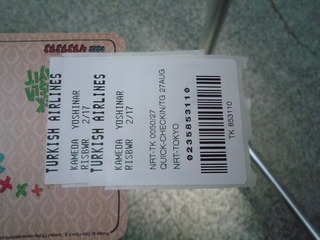 TURKISH AIRLINES
KAMEDA YOSHINAR
RISBWR 2/17
TURKISH AIRLINES
KAMEDA YOSHINAR
RISBWR 2/17
NRT-TK 0050/27
QUICK-CHECKIN/TG 27AUG
NRT-TOKYO
0235853110
TK 853110